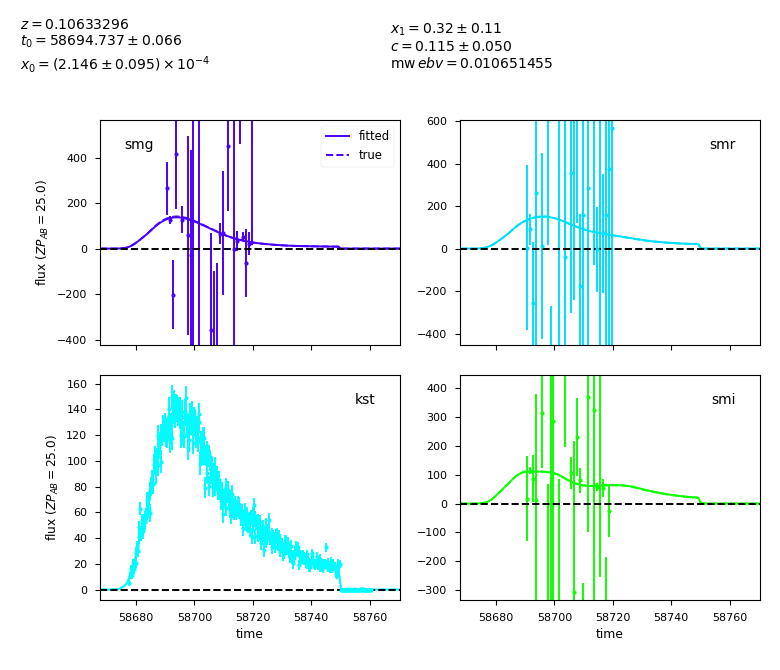 z = 0.10633296
t₀ = 58694.737 ± 0.066
x₀ = (2.146 ± 0.095) × 10⁻⁴
x₁ = 0.32 ± 0.11
c = 0.115 ± 0.050
mw ebv = 0.010651455
smg
fitted
true
400
200
0
−200
−400
flux (ZP_AB = 25.0)
smr
600
400
200
0
−200
−400
kst
160
140
120
100
80
60
40
20
0
flux (ZP_AB = 25.0)
58680 58700 58720 58740 58760
time
smi
400
300
200
100
0
−100
−200
−300
58680 58700 58720 58740 58760
time